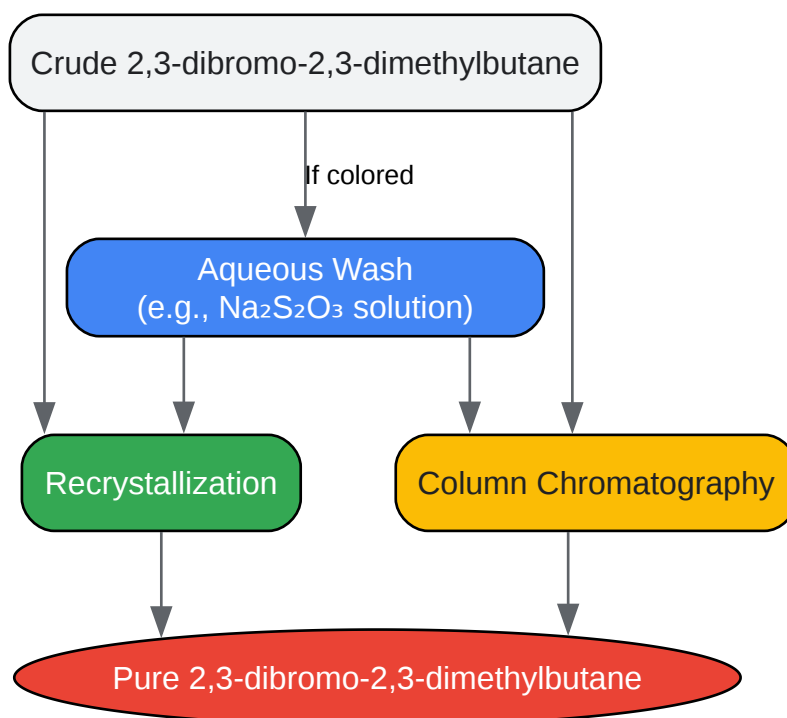 Crude 2,3-dibromo-2,3-dimethylbutane
If colored
Aqueous Wash
(e.g., Na₂S₂O₃ solution)
Recrystallization
Column Chromatography
Pure 2,3-dibromo-2,3-dimethylbutane